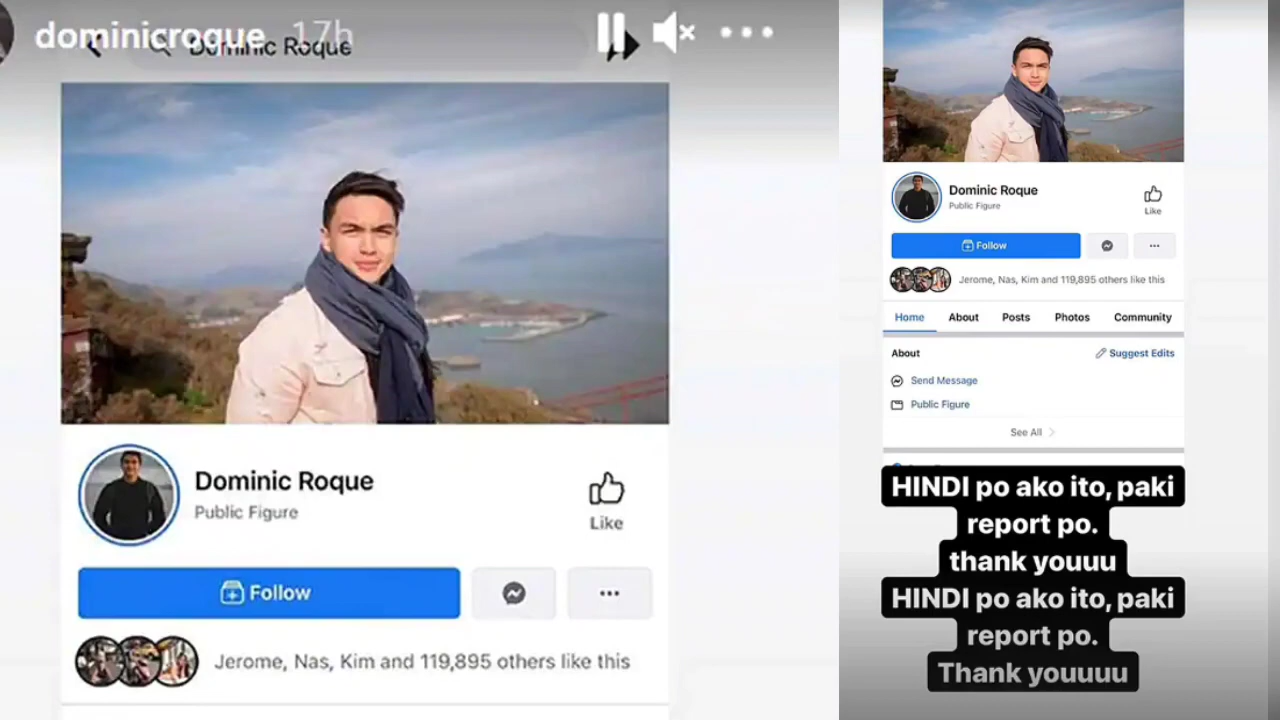 dominicroque 17h
Dominic Roque
Dominic Roque
Public Figure
Like
Follow
Jerome, Nas, Kim and 119,895 others like this
Dominic Roque
Public Figure
Like
Follow
Jerome, Nas, Kim and 119,895 others like this
Home About Posts Photos Community
About Suggest Edits
Send Message
Public Figure
See All
HINDI po ako ito, paki
report po.
thank youuu
HINDI po ako ito, paki
report po.
Thank youuuu